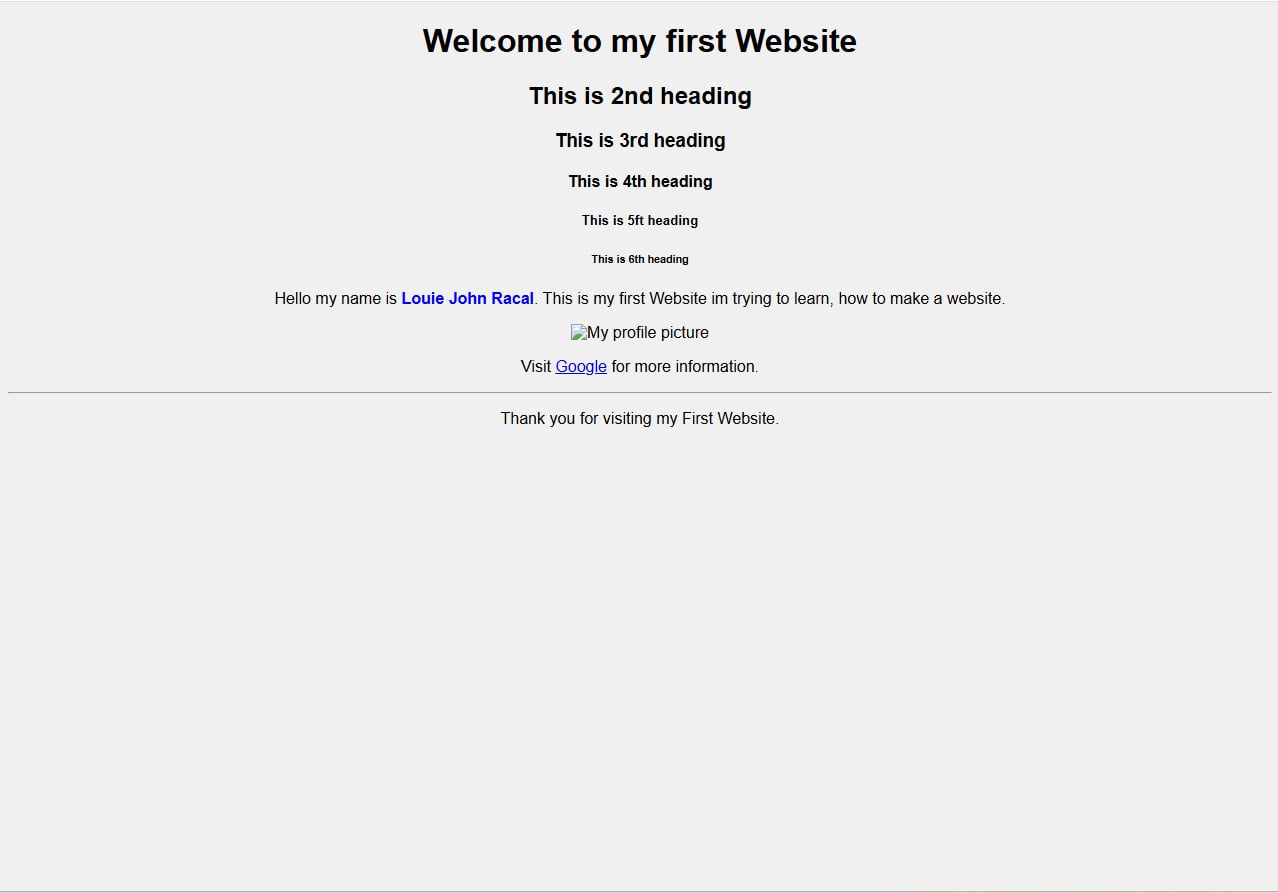 Welcome to my first Website
This is 2nd heading
This is 3rd heading
This is 4th heading
This is 5ft heading
This is 6th heading
Hello my name is Louie John Racal. This is my first Website im trying to learn, how to make a website.
My profile picture
Visit Google for more information.
Thank you for visiting my First Website.